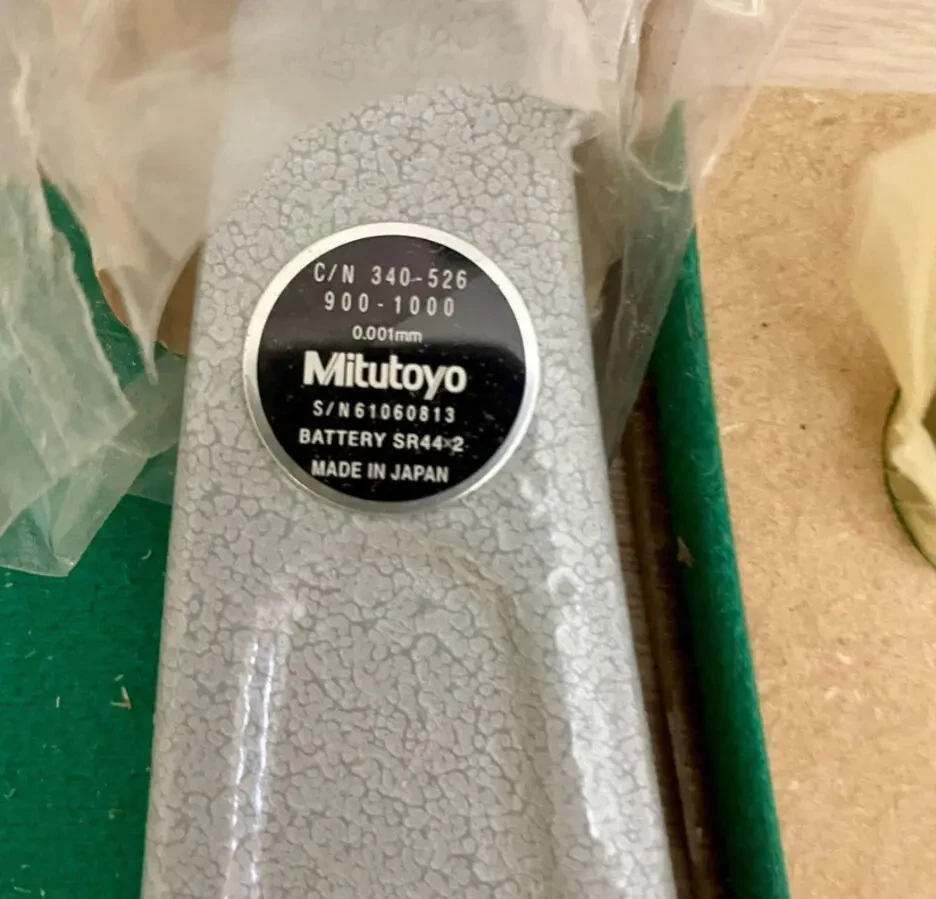 C/N 340-526
900-1000
0.001mm
Mitutoyo
S/N61060813
BATTERY SR44×2
MADE IN JAPAN